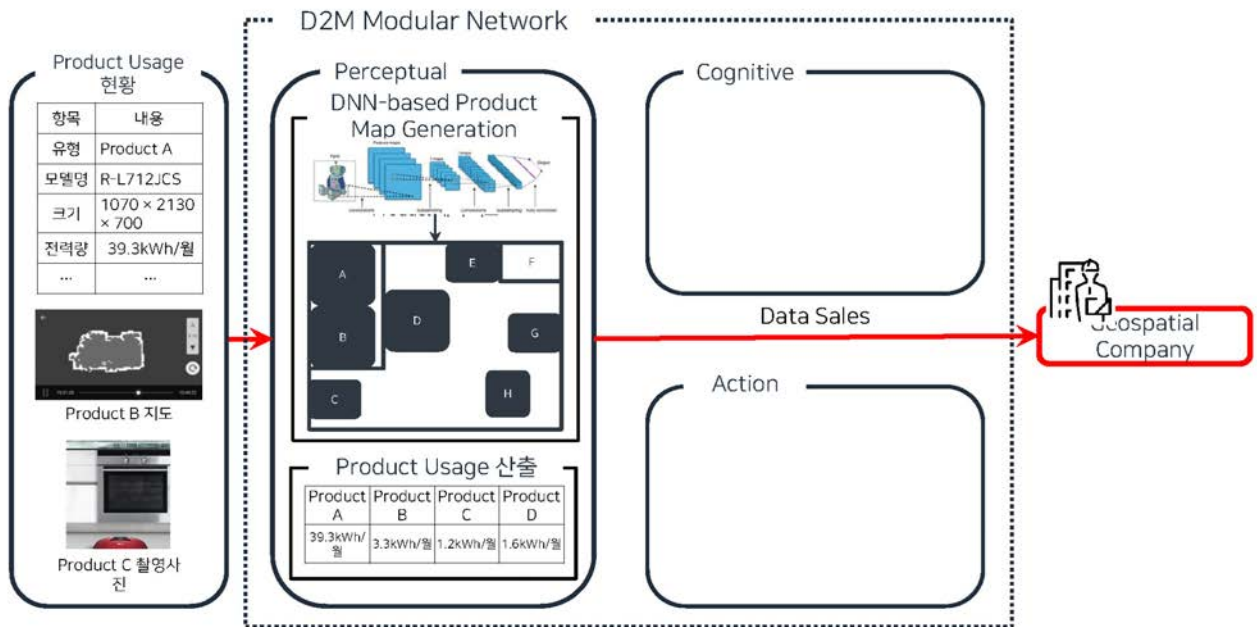 D2M Modular Network
Product Usage
현황
항목 내용
유형 Product A
모델명 R-L712JCS
크기 1070 × 2130
× 700
전력량 39.3kWh/월
... ...
Product B 지도
Product C 촬영사
진
Perceptual
DNN-based Product
Map Generation
A
B
C
D
E
F
G
H
Product Usage 산출
Product Product Product Product
A B C D
39.3kWh/
월 3.3kWh/월 1.2kWh/월 1.6kWh/월
Cognitive
Data Sales
Action
Geospatial
Company